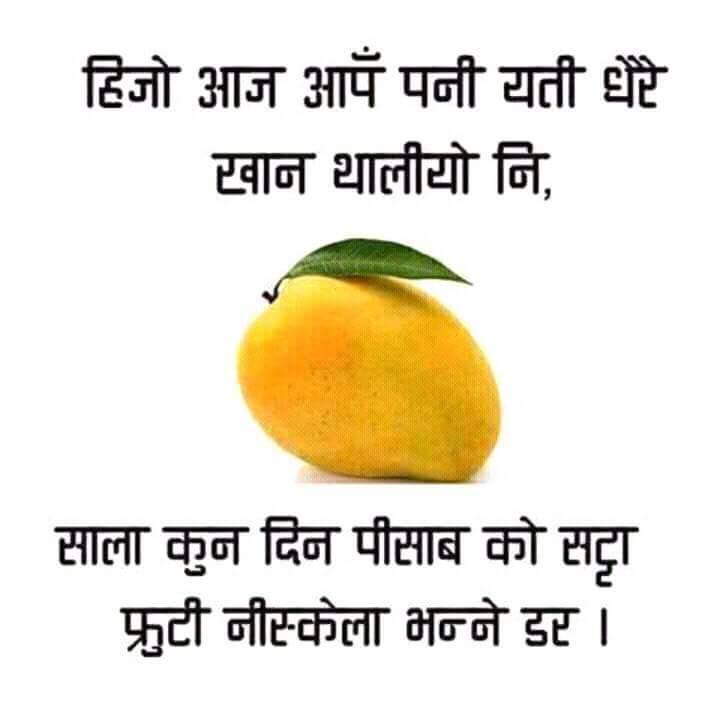 हिजो आज आपँ पनी यती धेरै
खान थालीयो नि,
साला कुन दिन पीसाब को सट्टा
फ्रुटी नीस्केला भन्ने डर ।